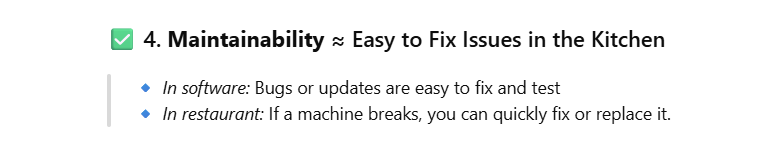 ✅ 4. Maintainability ≈ Easy to Fix Issues in the Kitchen
🔹 In software: Bugs or updates are easy to fix and test
🔹 In restaurant: If a machine breaks, you can quickly fix or replace it.